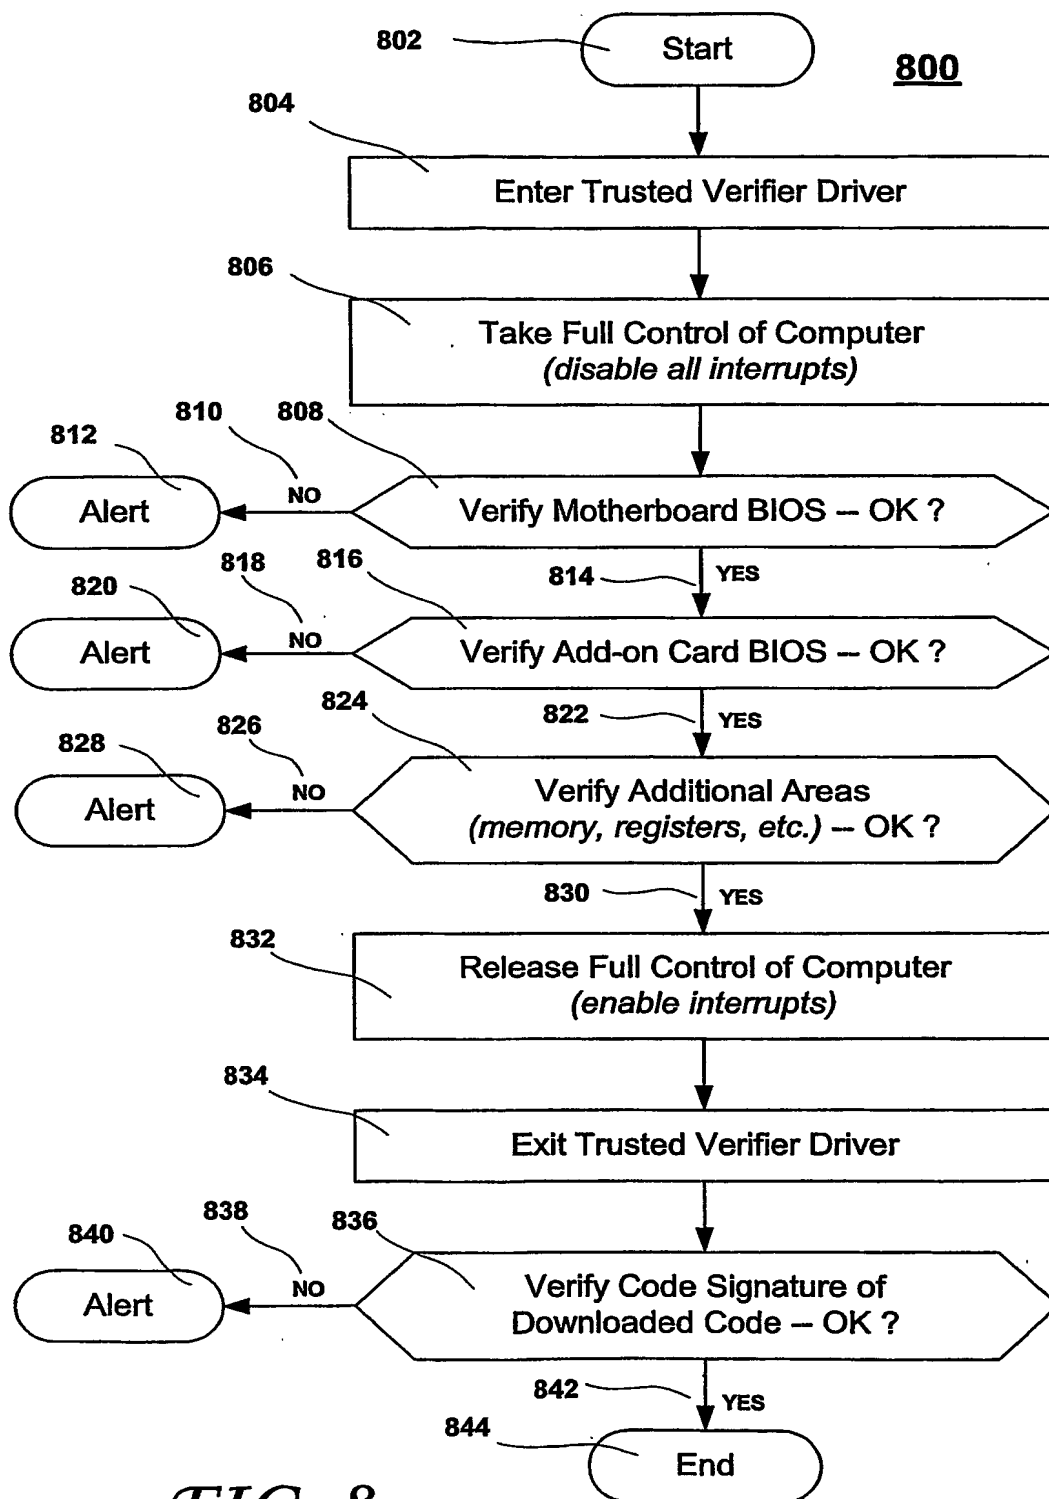 802
Start
800
804
Enter Trusted Verifier Driver
806
Take Full Control of Computer
(disable all interrupts)
810
808
812
Alert
NO
Verify Motherboard BIOS – OK ?
814
YES
818
816
820
Alert
NO
Verify Add-on Card BIOS – OK ?
824
822
YES
826
828
Alert
NO
Verify Additional Areas
(memory, registers, etc.) – OK ?
830
YES
832
Release Full Control of Computer
(enable interrupts)
834
Exit Trusted Verifier Driver
838
836
840
Alert
NO
Verify Code Signature of
Downloaded Code – OK ?
842
YES
844
End
FIG. 8